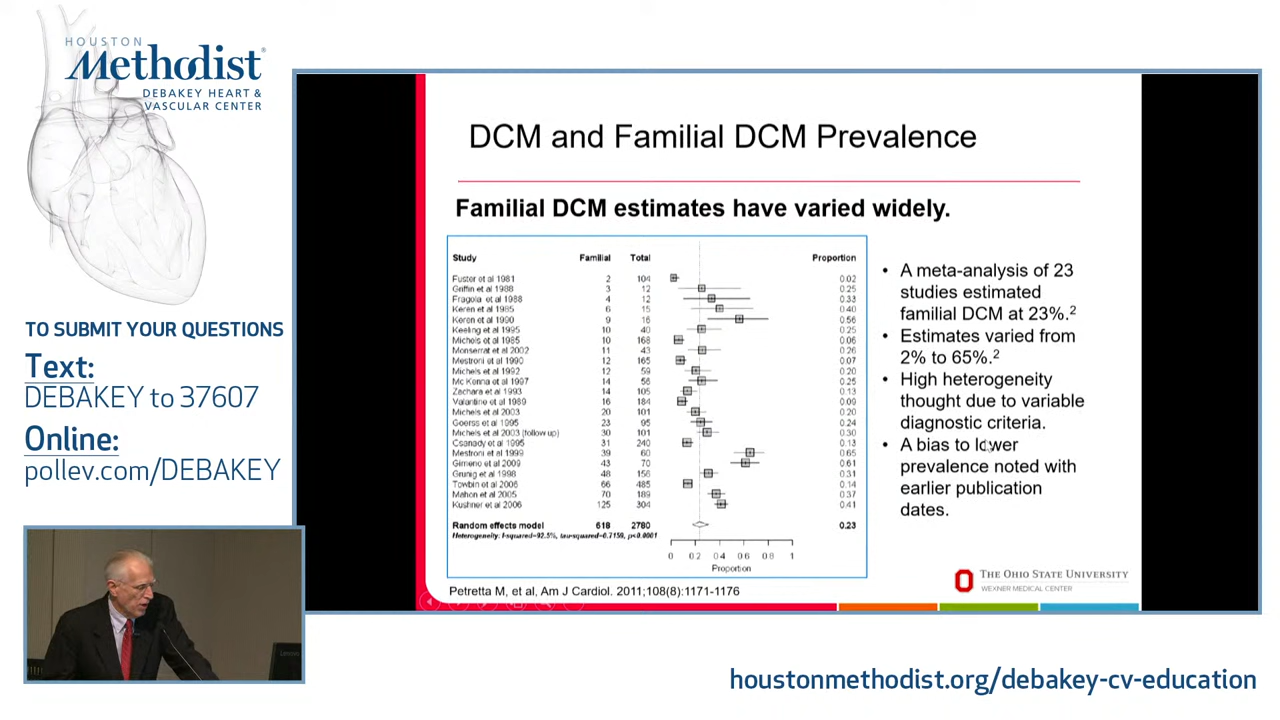 HOUSTON
Methodist®
DEBAKEY HEART &
VASCULAR CENTER
TO SUBMIT YOUR QUESTIONS
Text:
DEBAKEY to 37607
Online:
pollev.com/DEBAKEY
DCM and Familial DCM Prevalence
Familial DCM estimates have varied widely.
Study Familial Total Proportion
Fuster et al 1981 2 104 0.02
Griffin et al 1988 3 12 0.25
Fragola et al 1988 4 12 0.33
Keren et al 1985 6 15 0.40
Keren et al 1990 9 16 0.56
Keeling et al 1995 10 40 0.25
Michels et al 1985 10 168 0.06
Monserrat et al 2002 11 43 0.26
Mestroni et al 1990 12 165 0.07
Michels et al 1992 12 59 0.20
Mc Kenna et al 1997 14 56 0.25
Zachara et al 1993 14 105 0.13
Valantine et al 1989 16 184 0.09
Michels et al 2003 20 101 0.20
Goerss et al 1995 23 95 0.24
Michels et al 2003 (follow up) 30 101 0.30
Csanady et al 1995 31 240 0.13
Mestroni et al 1999 39 60 0.65
Gimeno et al 2009 43 70 0.61
Grunig et al 1998 48 156 0.31
Towbin et al 2006 66 485 0.14
Mahon et al 2005 70 189 0.37
Kushner et al 2006 125 304 0.41
Random effects model 618 2780 0.23
Heterogeneity: I-squared=92.5%, tau-squared=0.7159, p<0.0001
0 0.2 0.4 0.6 0.8 1
Proportion
• A meta-analysis of 23
studies estimated
familial DCM at 23%.²
• Estimates varied from
2% to 65%.²
• High heterogeneity
thought due to variable
diagnostic criteria.
• A bias to lower
prevalence noted with
earlier publication
dates.
Petretta M, et al, Am J Cardiol. 2011;108(8):1171-1176
THE OHIO STATE UNIVERSITY
WEXNER MEDICAL CENTER
houstonmethodist.org/debakey-cv-education